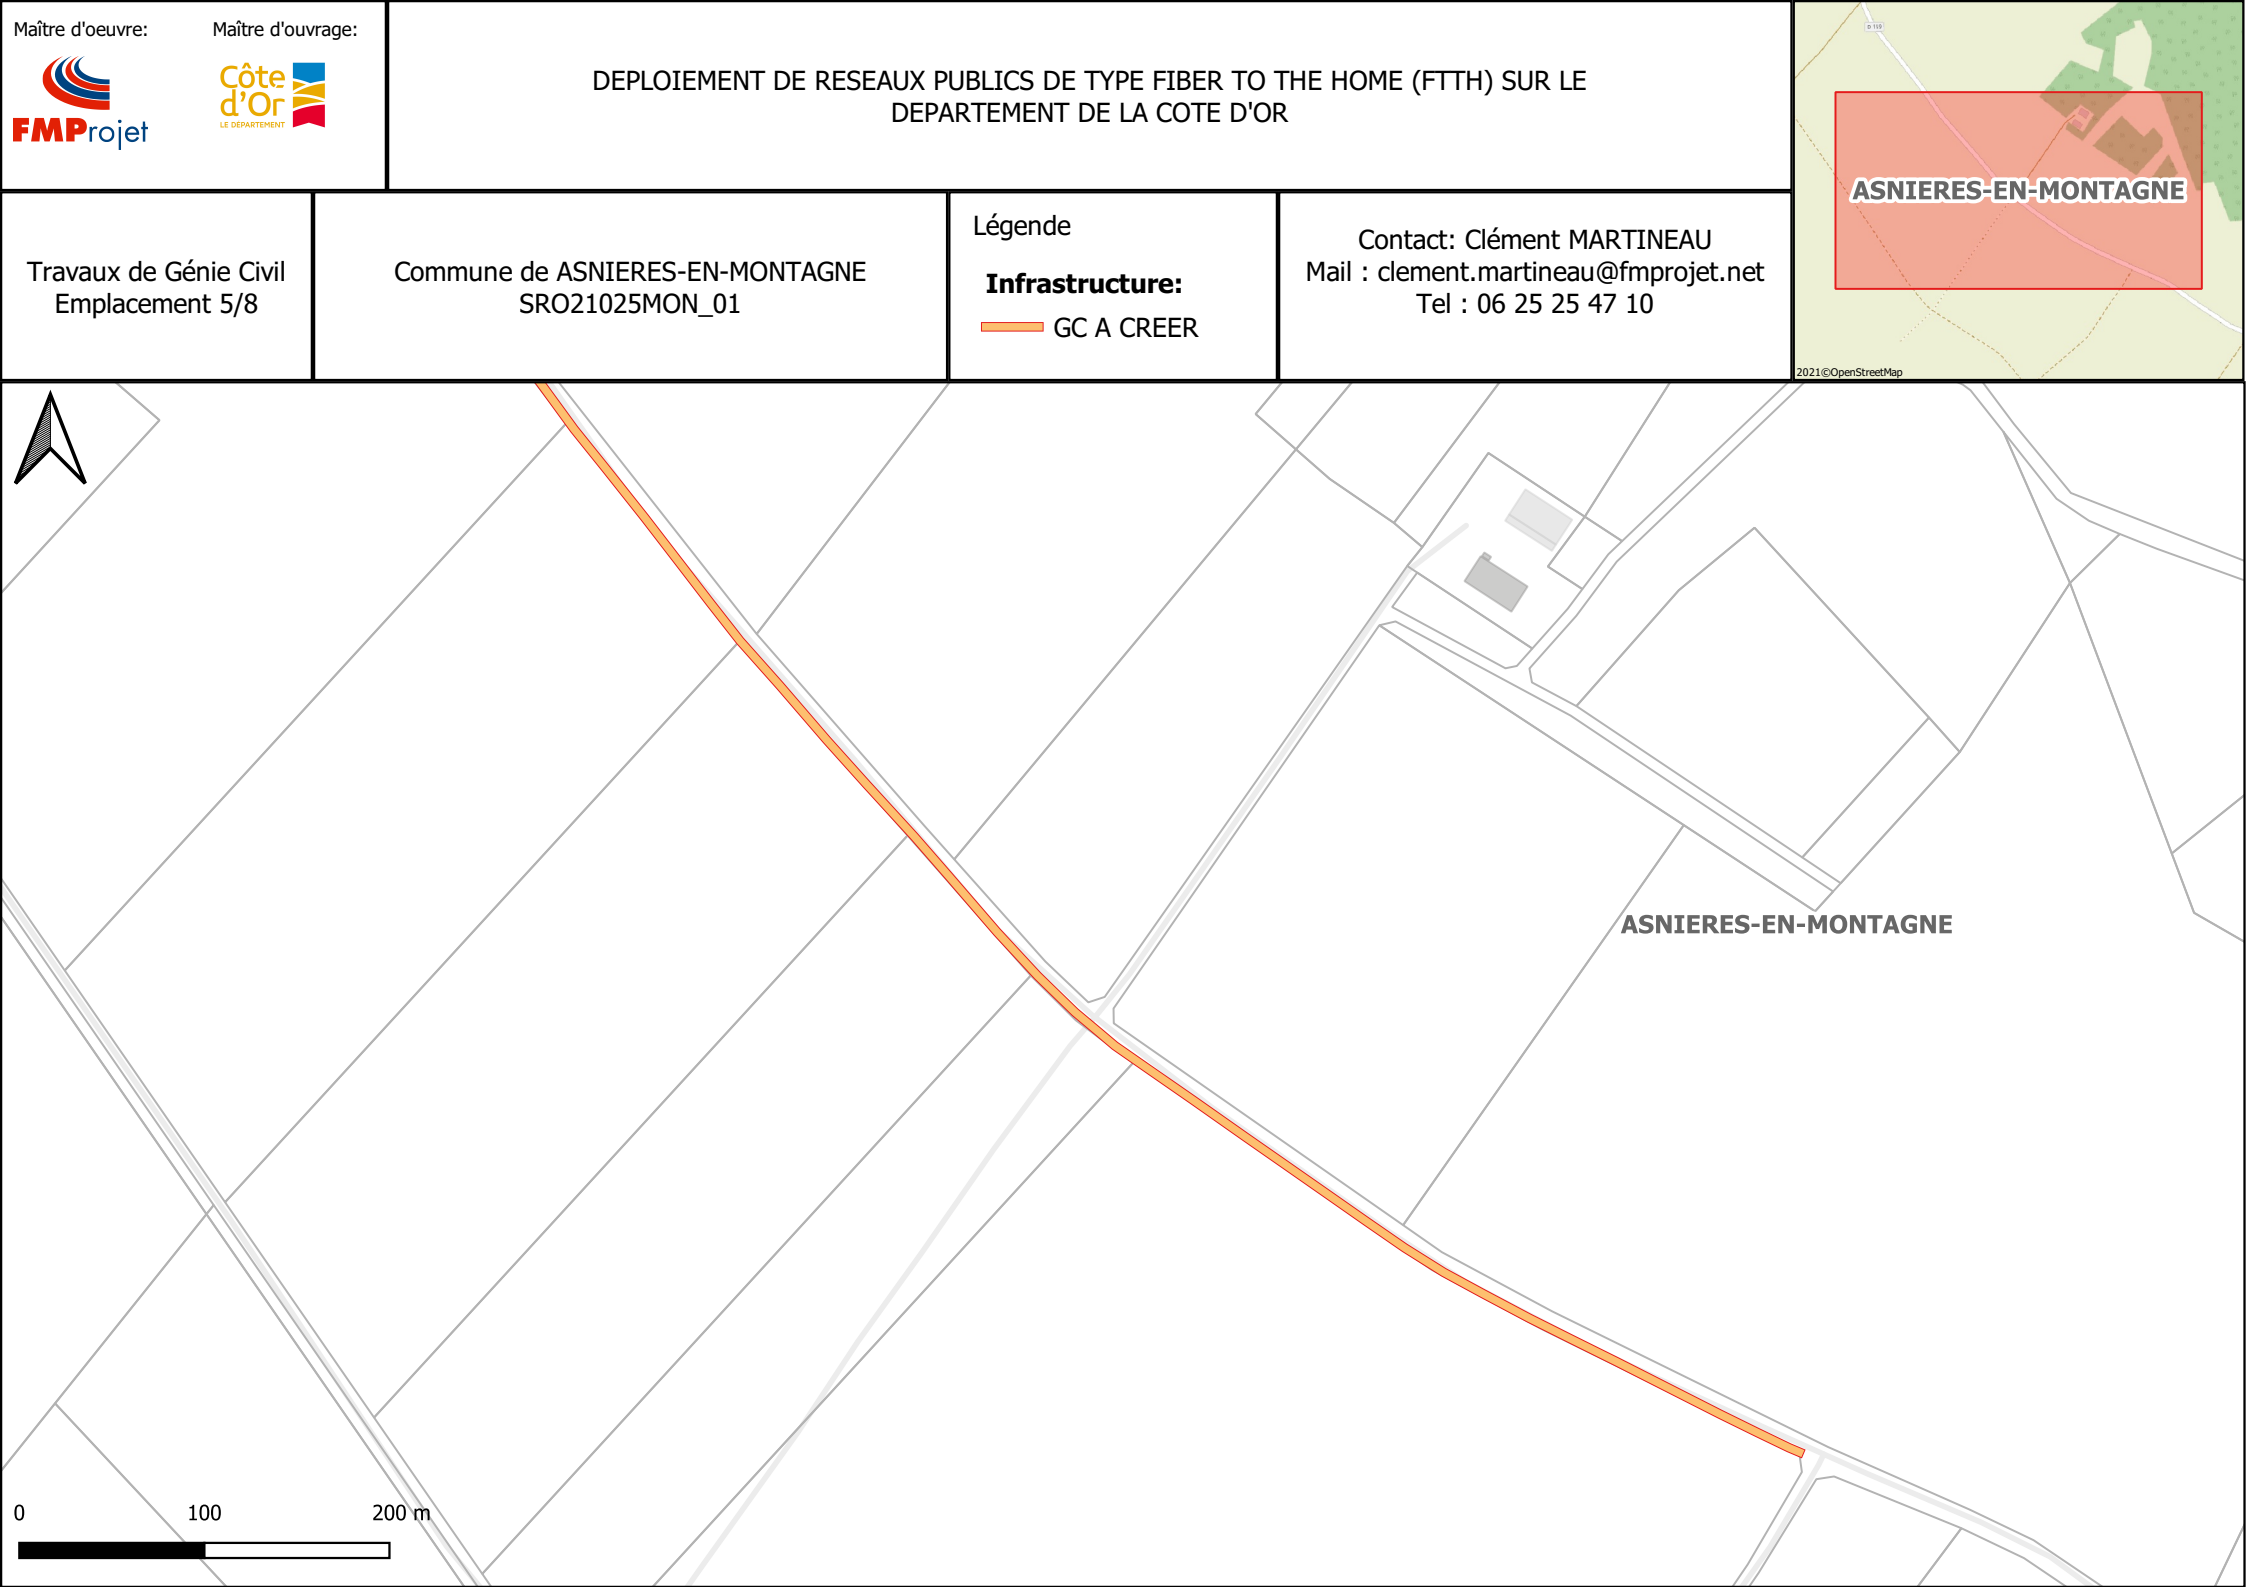 Maître d'oeuvre:
Maître d'ouvrage:
FMProjet
Côte
d'Or
LE DÉPARTEMENT
DEPLOIEMENT DE RESEAUX PUBLICS DE TYPE FIBER TO THE HOME (FTTH) SUR LE
DEPARTEMENT DE LA COTE D'OR
D 119
ASNIERES-EN-MONTAGNE
2021©OpenStreetMap
Travaux de Génie Civil
Emplacement 5/8
Commune de ASNIERES-EN-MONTAGNE
SRO21025MON_01
Légende
Infrastructure:
GC A CREER
Contact: Clément MARTINEAU
Mail : clement.martineau@fmprojet.net
Tel : 06 25 25 47 10
ASNIERES-EN-MONTAGNE
0 100 200 m